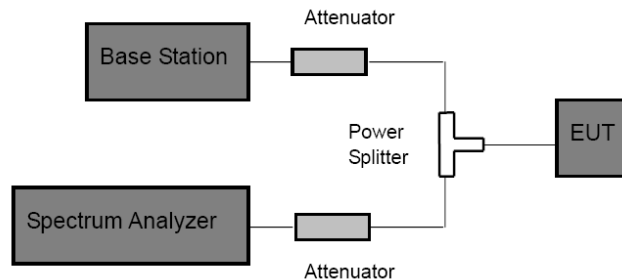 Attenuator
Base Station
Power
Splitter
EUT
Spectrum Analyzer
Attenuator